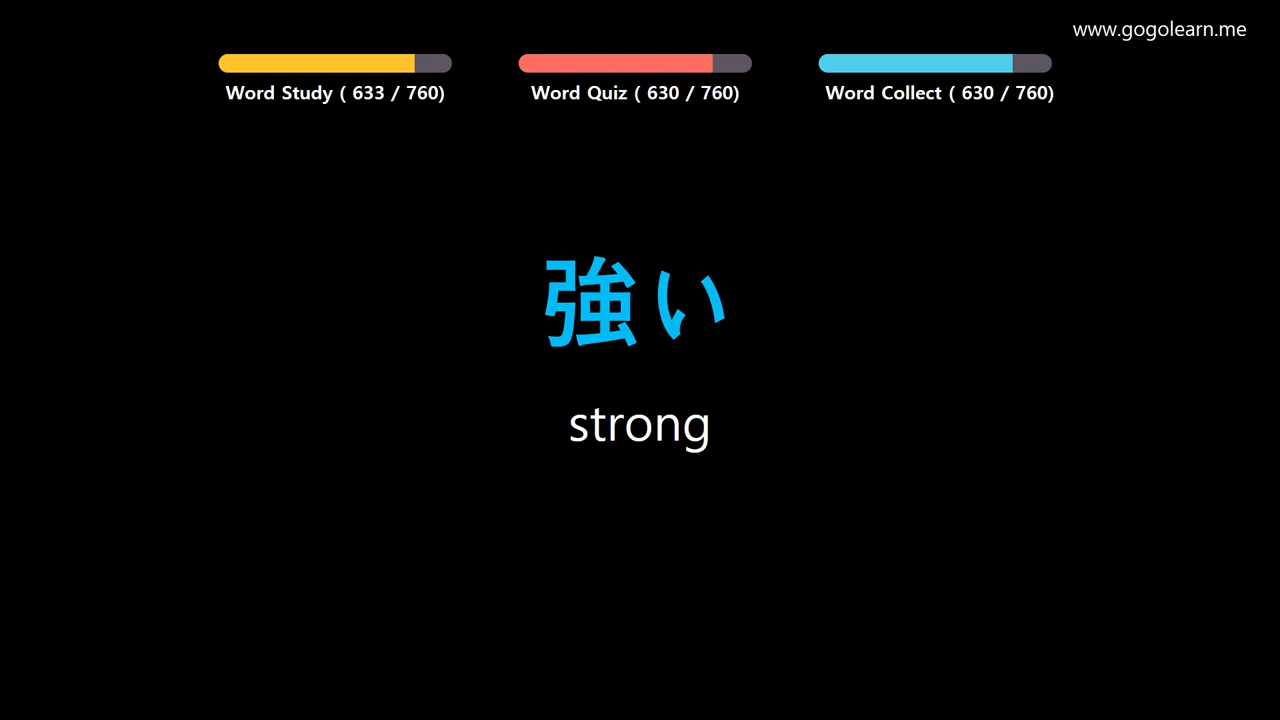 www.gogolearn.me
Word Study ( 633 / 760)
Word Quiz ( 630 / 760)
Word Collect ( 630 / 760)
強い
strong